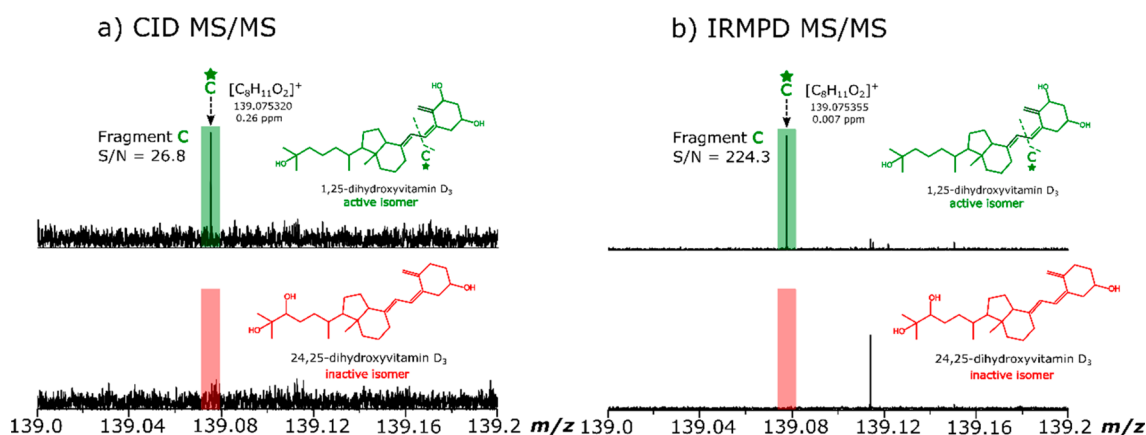 a) CID MS/MS
★
C
[C₈H₁₁O₂]⁺
139.075320
0.26 ppm
Fragment C
S/N = 26.8
HO
OH
HO
C
★
1,25-dihydroxyvitamin D₃
active isomer
OH
HO
OH
24,25-dihydroxyvitamin D₃
inactive isomer
139.0 139.04 139.08 139.12 139.16 139.2 m/z
b) IRMPD MS/MS
★
C
[C₈H₁₁O₂]⁺
139.075355
0.007 ppm
Fragment C
S/N = 224.3
HO
OH
HO
C
★
1,25-dihydroxyvitamin D₃
active isomer
OH
HO
OH
24,25-dihydroxyvitamin D₃
inactive isomer
139.0 139.04 139.08 139.12 139.16 139.2 m/z